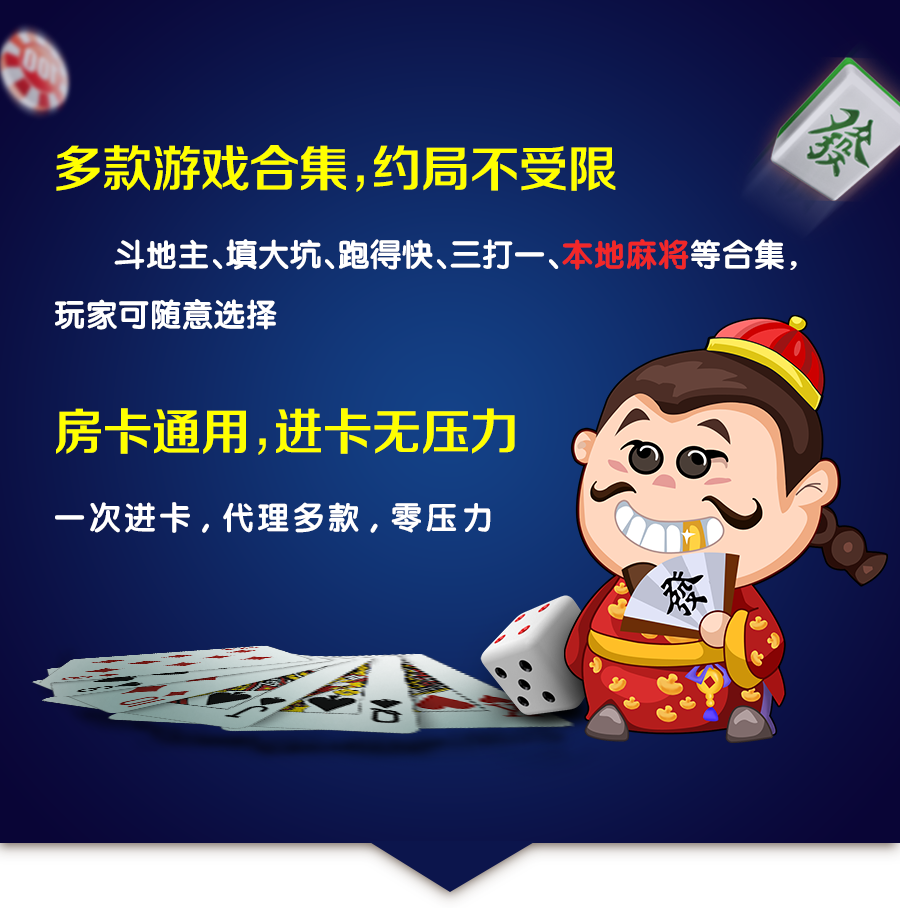 100
發
多款游戏合集,约局不受限
斗地主、填大坑、跑得快、三打一、本地麻将等合集,
玩家可随意选择
房卡通用,进卡无压力
一次进卡,代理多款,零压力
發
J
Q